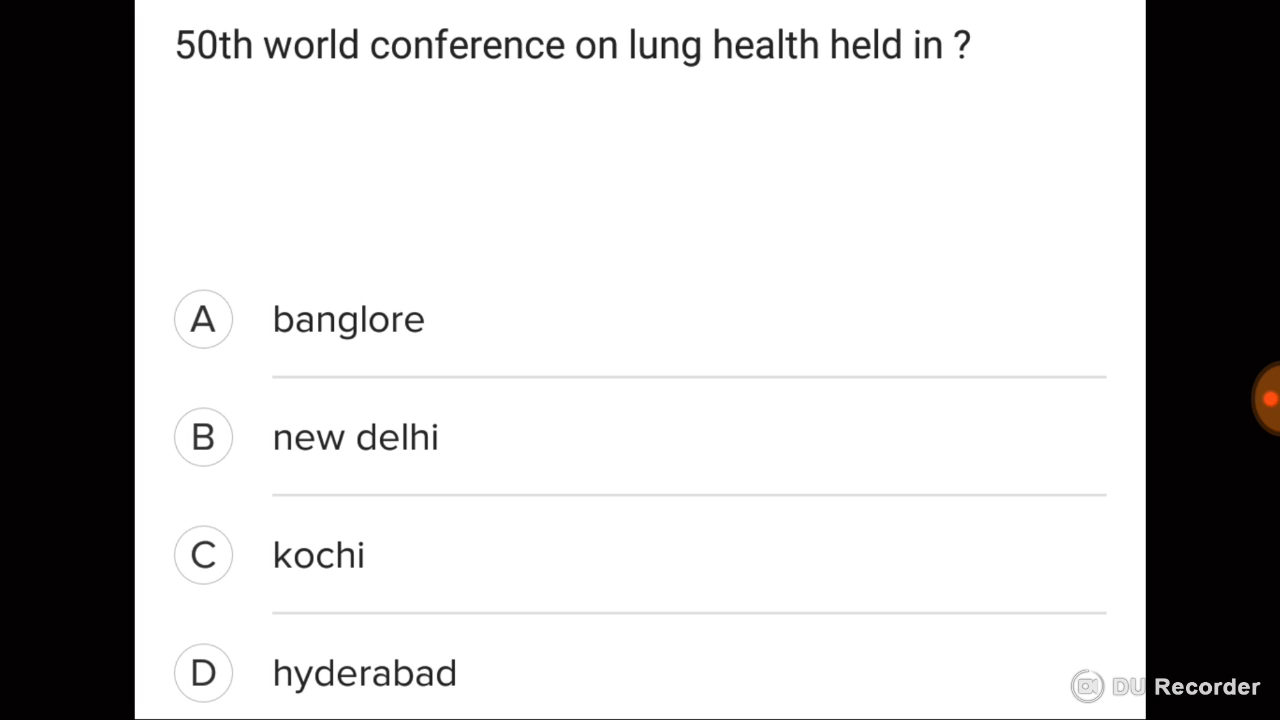 50th world conference on lung health held in ?
A banglore
B new delhi
C kochi
D hyderabad
DU Recorder